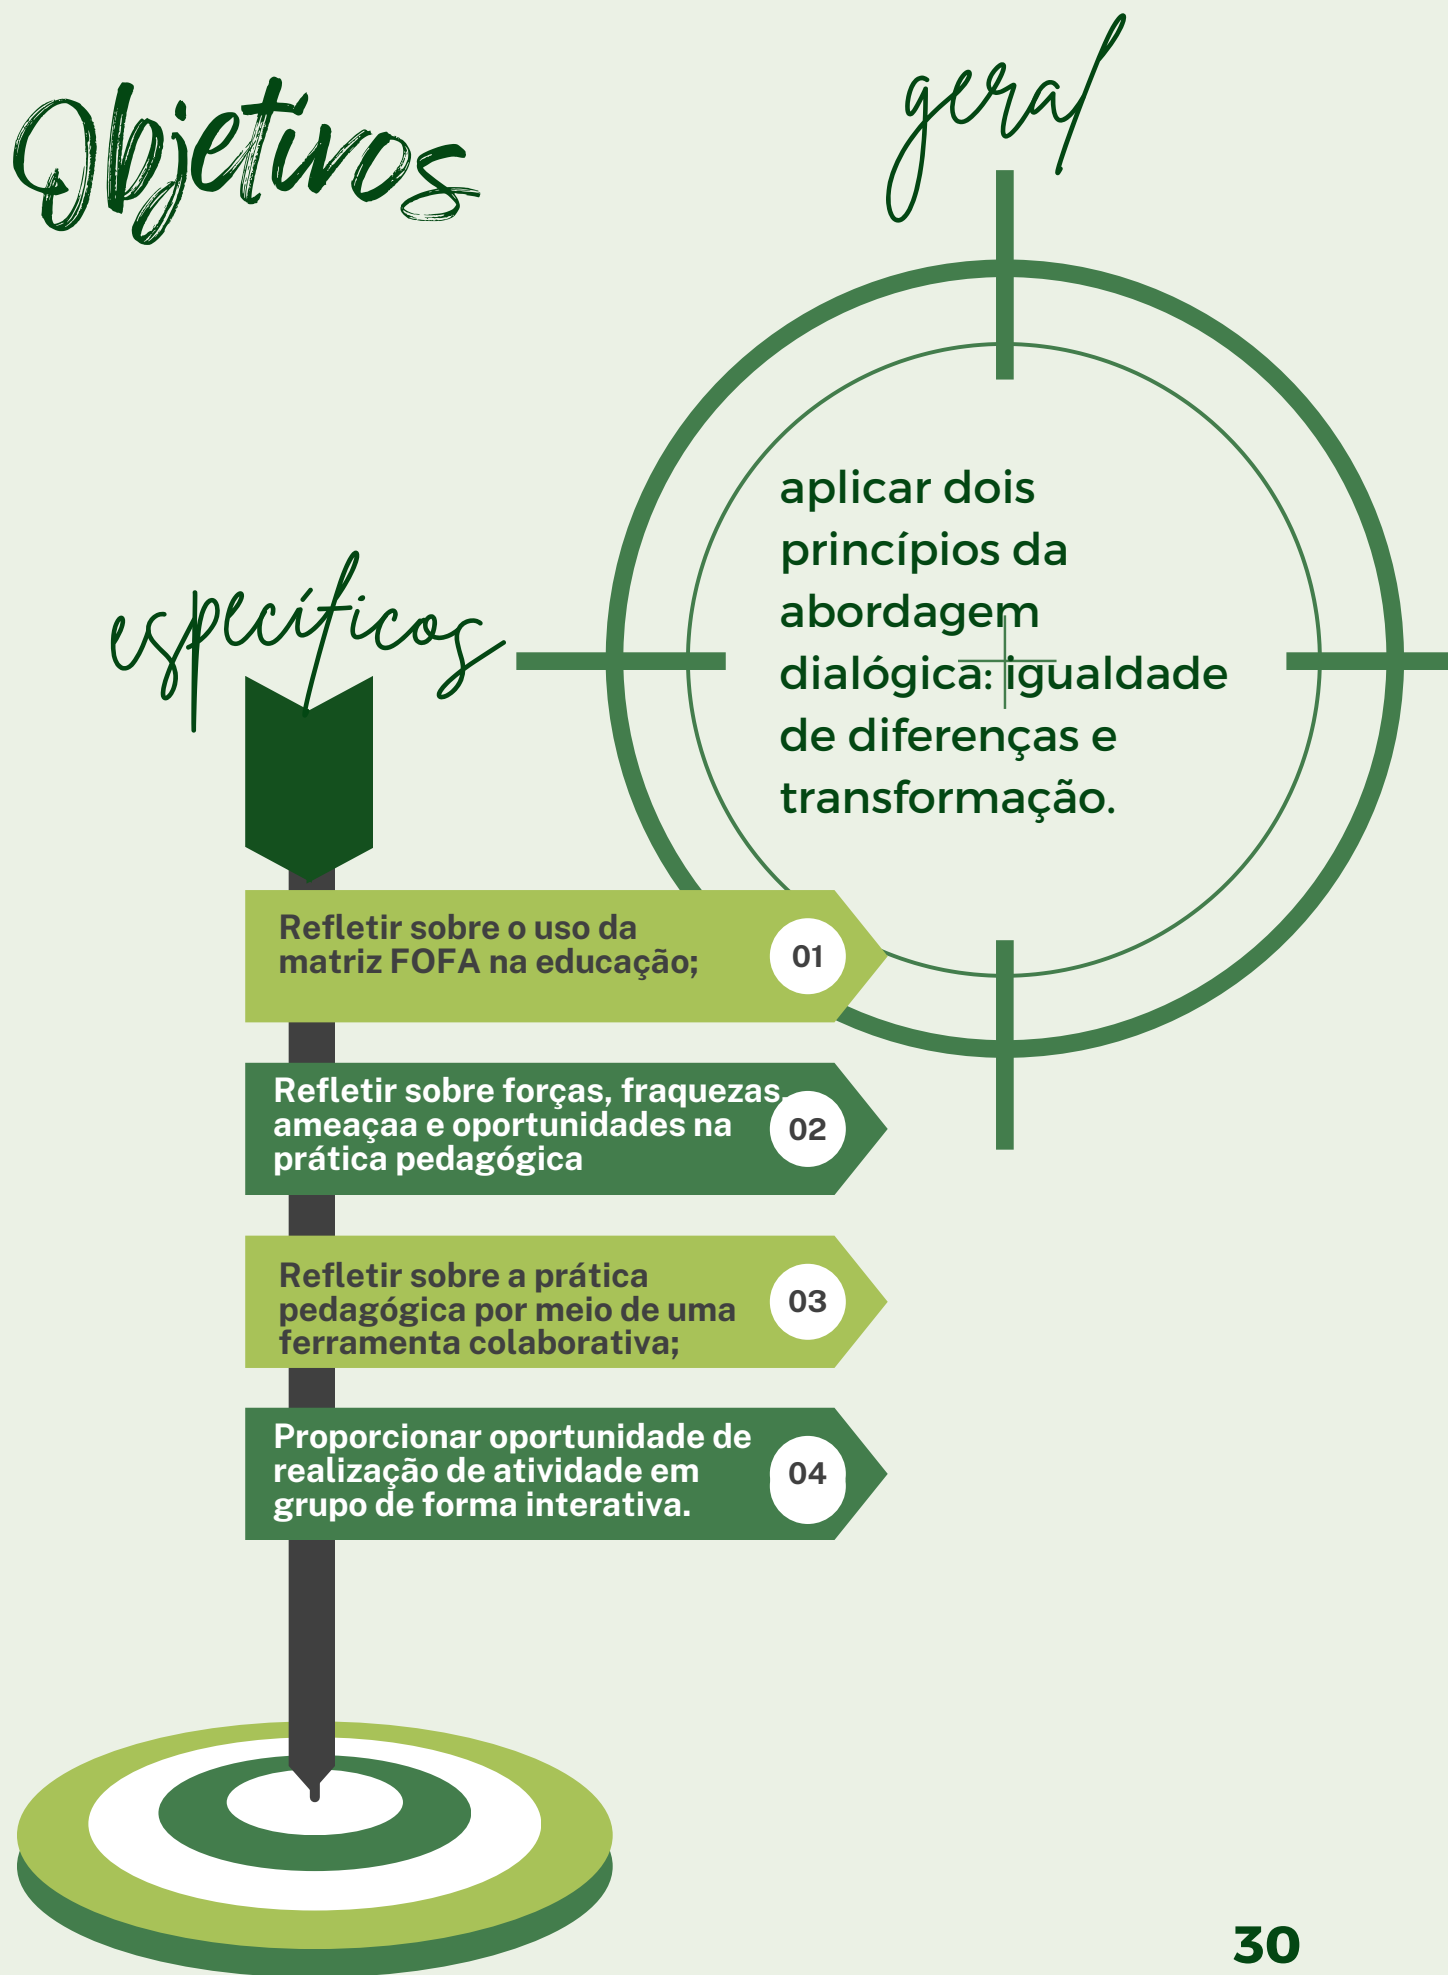 Objetivos
geral
aplicar dois
princípios da
abordagem
dialógica: igualdade
de diferenças e
transformação.
específicos
Refletir sobre o uso da
matriz FOFA na educação;
01
Refletir sobre forças, fraquezas,
ameaçaa e oportunidades na
prática pedagógica
02
Refletir sobre a prática
pedagógica por meio de uma
ferramenta colaborativa;
03
Proporcionar oportunidade de
realização de atividade em
grupo de forma interativa.
04
30